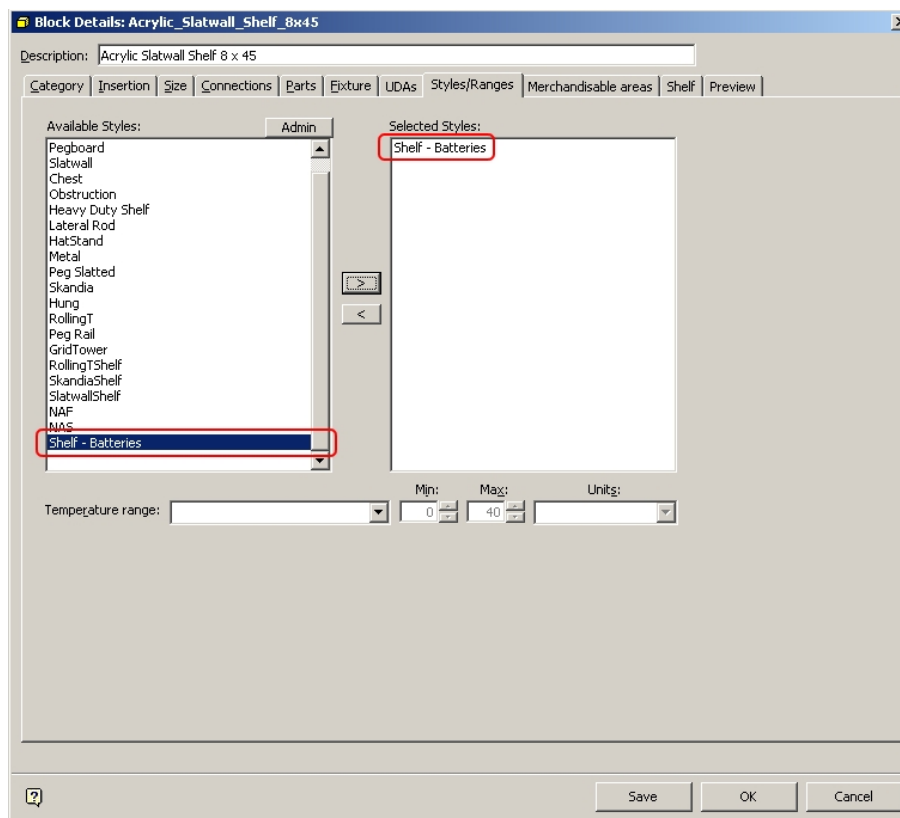 Block Details: Acrylic_Slatwall_Shelf_8x45
Description: Acrylic Slatwall Shelf 8 x 45
Category Insertion Size Connections Parts Fixture UDAs Styles/Ranges Merchandisable areas Shelf Preview
Available Styles: Admin Selected Styles:
Pegboard Shelf - Batteries
Slatwall
Chest
Obstruction
Heavy Duty Shelf
Lateral Rod
HatStand
Metal
Peg Slatted
Skandia
Hung
RollingT
Peg Rail
GridTower
RollingTShelf
SkandiaShelf
SlatwallShelf
NAF
NAS
Shelf - Batteries
> 
<
Min: Max: Units:
Temperature range: 0 40
Save OK Cancel